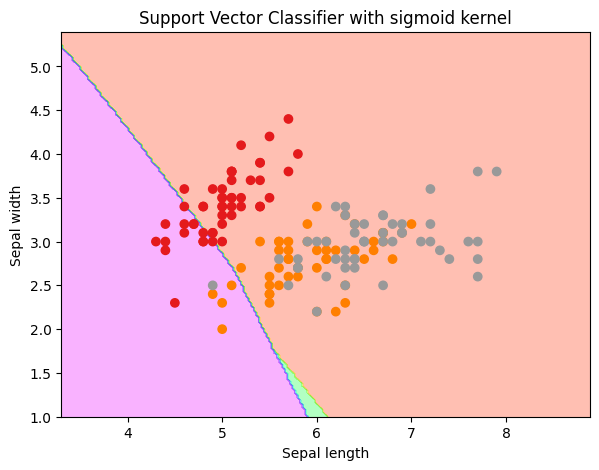 Support Vector Classifier with sigmoid kernel
Sepal width
5.0
4.5
4.0
3.5
3.0
2.5
2.0
1.5
1.0
4 5 6 7 8
Sepal length